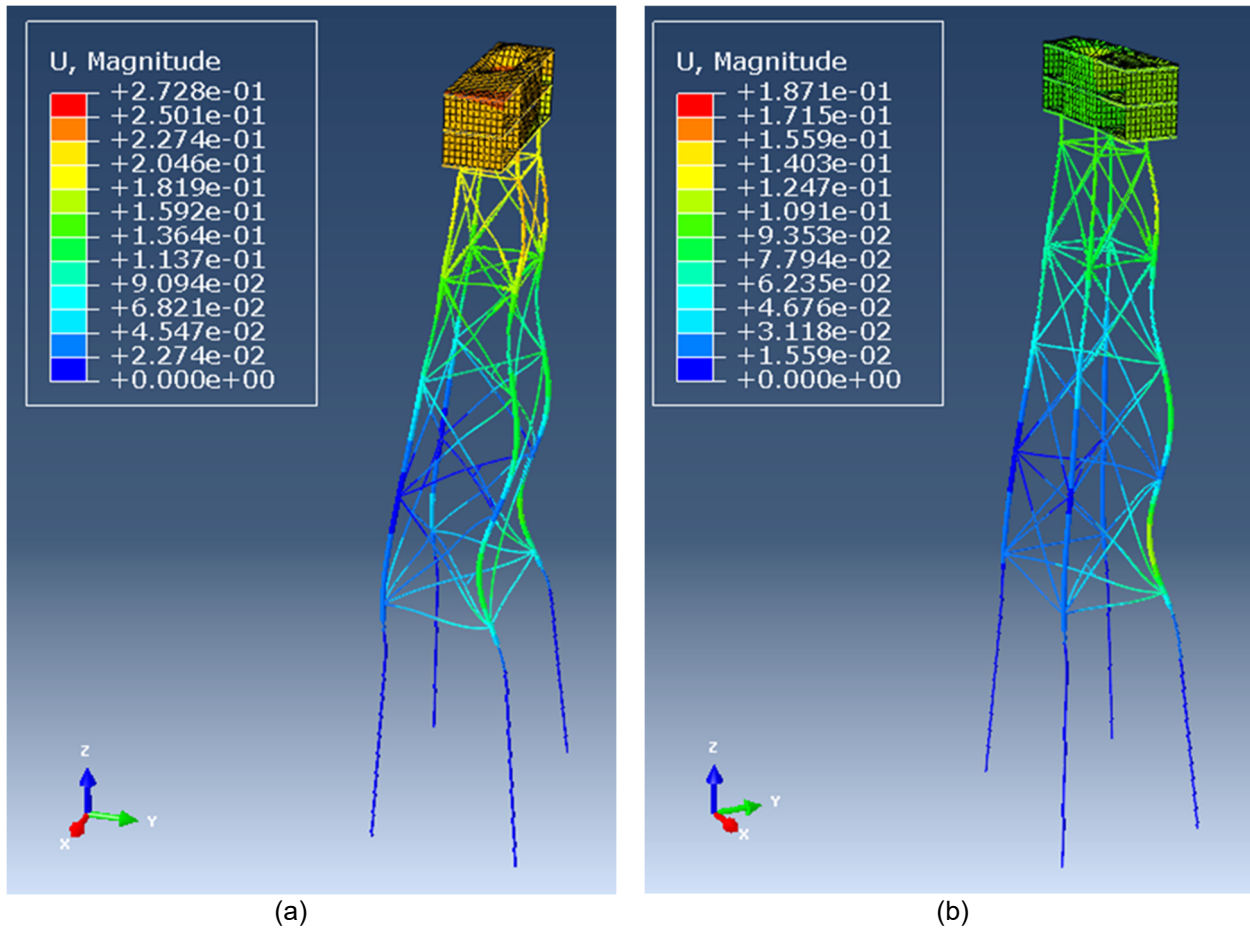 U, Magnitude
+2.728e-01
+2.501e-01
+2.274e-01
+2.046e-01
+1.819e-01
+1.592e-01
+1.364e-01
+1.137e-01
+9.094e-02
+6.821e-02
+4.547e-02
+2.274e-02
+0.000e+00
Z
Y
X
(a)
U, Magnitude
+1.871e-01
+1.715e-01
+1.559e-01
+1.403e-01
+1.247e-01
+1.091e-01
+9.353e-02
+7.794e-02
+6.235e-02
+4.676e-02
+3.118e-02
+1.559e-02
+0.000e+00
Z
Y
X
(b)